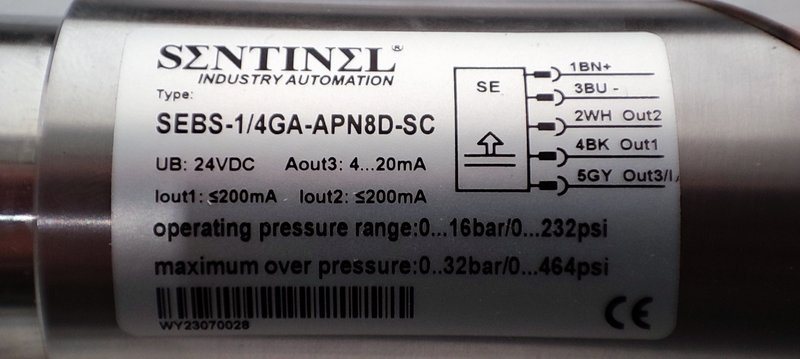 SENTINEL®
INDUSTRY AUTOMATION
Type:
SEBS-1/4GA-APN8D-SC
UB: 24VDC Aout3: 4...20mA
Iout1: ≤200mA Iout2: ≤200mA
SE
1BN+
3BU -
2WH Out2
4BK Out1
5GY Out3/I
operating pressure range:0...16bar/0...232psi
maximum over pressure:0..32bar/0...464psi
WY23070028
CE